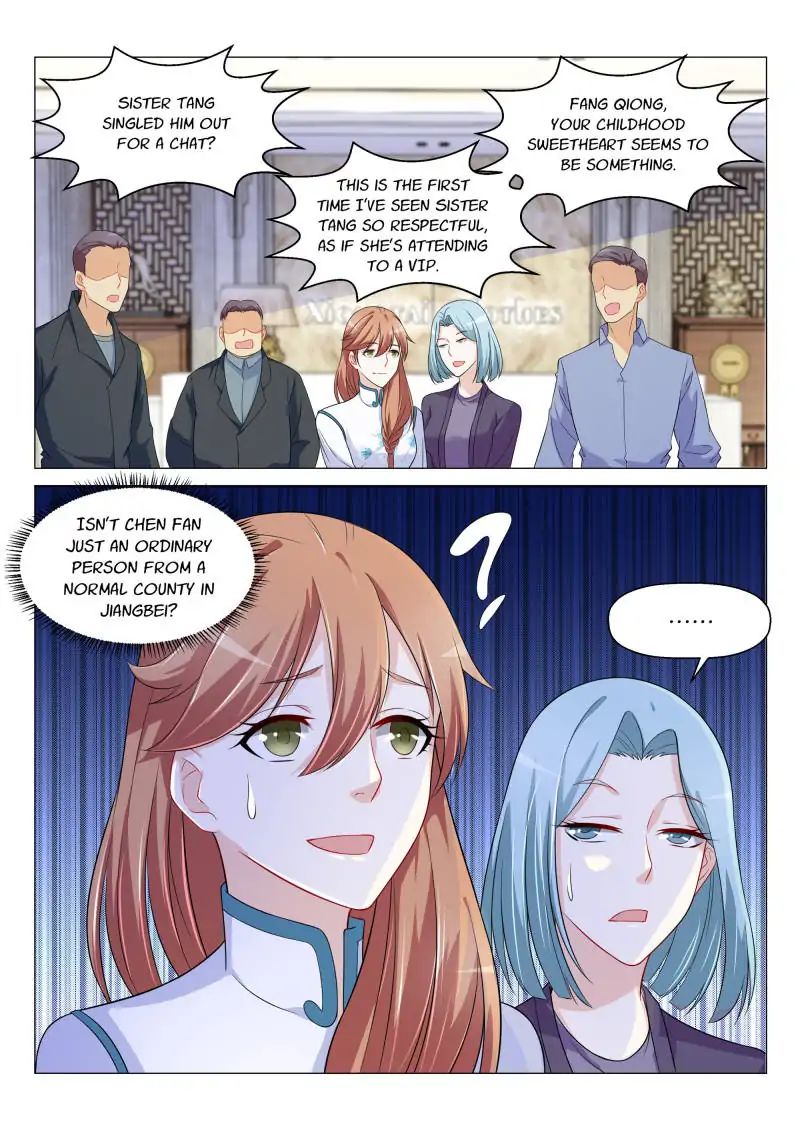 SISTER TANG
SINGLED HIM OUT
FOR A CHAT?
FANG QIONG,
YOUR CHILDHOOD
SWEETHEART SEEMS TO
BE SOMETHING.
THIS IS THE FIRST
TIME I'VE SEEN SISTER
TANG SO RESPECTFUL,
AS IF SHE'S ATTENDING
TO A VIP.
ISN'T CHEN FAN
JUST AN ORDINARY
PERSON FROM A
NORMAL COUNTY IN
JIANGBEI?
?
......